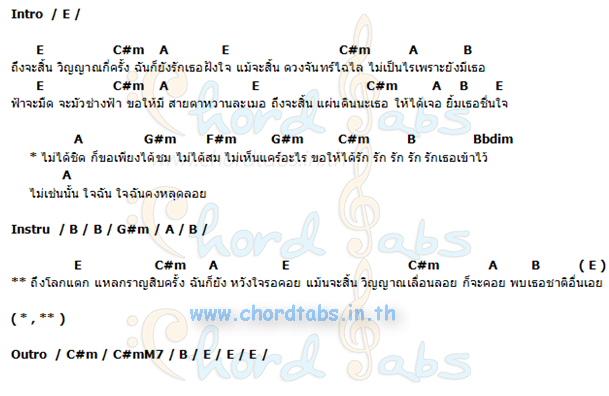 Intro / E /
E C#m A E C#m A B
ถึงจะสิ้น วิญญาณกี่ครั้ง ฉันก็ยังรักเธอฝังใจ แม้จะสิ้น ดวงจันทร์ไฉไล ไม่เป็นไรเพราะยังมีเธอ
E C#m A E C#m A B E
ฟ้าจะมืด จะมัวช่างฟ้า ขอให้มี สายตาหวานละเมอ ถึงจะสิ้น แผ่นดินนะเธอ ให้ได้เจอ ยิ้มเธอชื่นใจ
A G#m F#m G#m C#m B Bbdim
* ไม่ได้ชิด ก็ขอเพียงได้ชม ไม่ได้สม ไม่เห็นแคร์อะไร ขอให้ได้รัก รัก รัก รัก รักเธอเข้าไว้
A
ไม่เช่นนั้น ใจฉัน ใจฉันคงหลุดลอย
Instru / B / B / G#m / A / B /
E C#m A E C#m A B ( E )
** ถึงโลกแตก แหลกราญสิบครั้ง ฉันก็ยัง หวังใจรอคอย แม้นจะสิ้น วิญญาณเลื่อนลอย ก็จะคอย พบเธอชาติอื่นเอย
www.chordtabs.in.th
( * , ** )
Outro / C#m / C#mM7 / B / E / E / E /
Chord Tabs